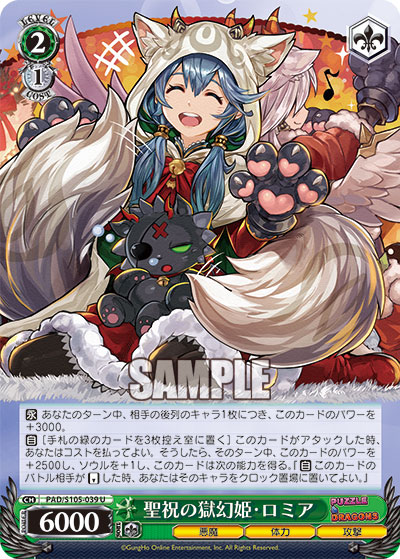 LEVEL
2
1
COST
SAMPLE
永 あなたのターン中、相手の後列のキャラ1枚につき、このカードのパワーを
+3000。
自 [手札の緑のカードを3枚控え室に置く] このカードがアタックした時、
あなたはコストを払ってよい。そうしたら、そのターン中、このカードのパワーを
+2500し、ソウルを+1し、このカードは次の能力を得る。『自 このカードの
バトル相手が【リバース】した時、あなたはそのキャラをクロック置場に置いてよい。』
CH PAD/S105-039 U
POWER
6000
聖祝の獄幻姫・ロミア
PUZZLE & DRAGONS
悪魔 体力 攻撃
©GungHo Online Entertainment, Inc. All Rights Reserved.